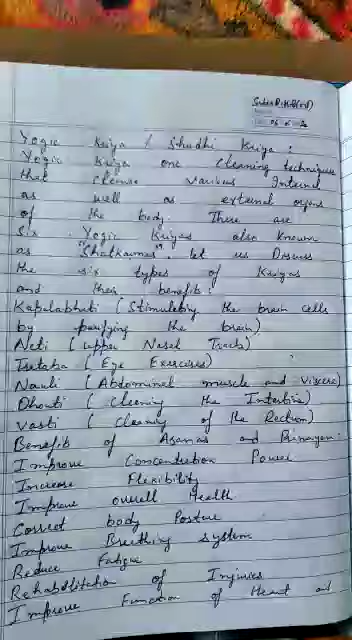 Yogic Kriya / Shudhi Kriya :
Yogic Kriya are Cleaning techniques
that cleanse various Internal
as well as external organs
of the body. There are
Six Yogic Kriyas also known
as "Shatkarmas". let us Discuss
the six types of Kriyas
and their benefits:
Kapalabhati (Stimulating the brain cells
by purifying the brain)
Neti (upper Nasal Tracts)
Trataka (Eye Exercises)
Nauli (Abdominal muscle and viscera)
Dhouti (Cleaning the Intestine)
Vasti (cleaning of the Rectum)
Benefits of Asanas and Pranayam:
Improve Concentration Power
Increase Flexibility
Improve overall Health
Correct body Posture
Improve Breathing system
Reduce Fatigue
Rehabilitation of Injuries
Improve Function of Heart and